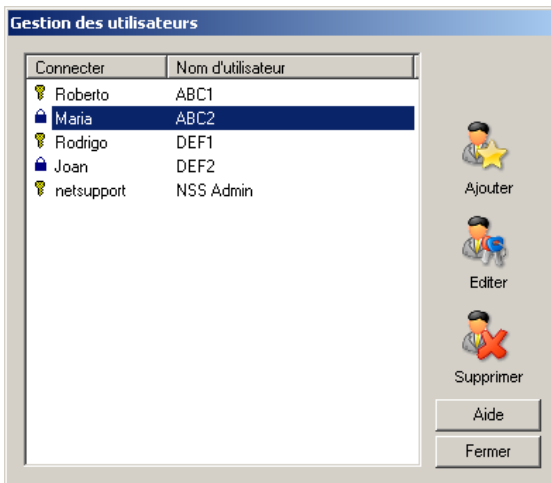 Gestion des utilisateurs
Connecter Nom d'utilisateur
Roberto ABC1
Maria ABC2
Rodrigo DEF1
Joan DEF2
netsupport NSS Admin
Ajouter
Editer
Supprimer
Aide
Fermer